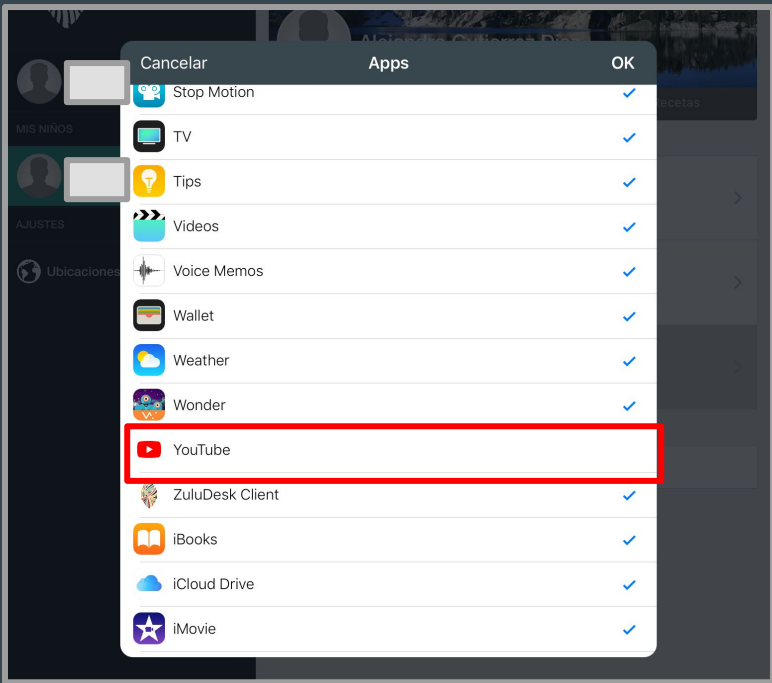 Cancelar Apps OK
Stop Motion
TV
Tips
Videos
Voice Memos
Wallet
Weather
Wonder
YouTube
ZuluDesk Client
iBooks
iCloud Drive
iMovie
MIS NIÑOS
AJUSTES
Ubicaciones
Recetas